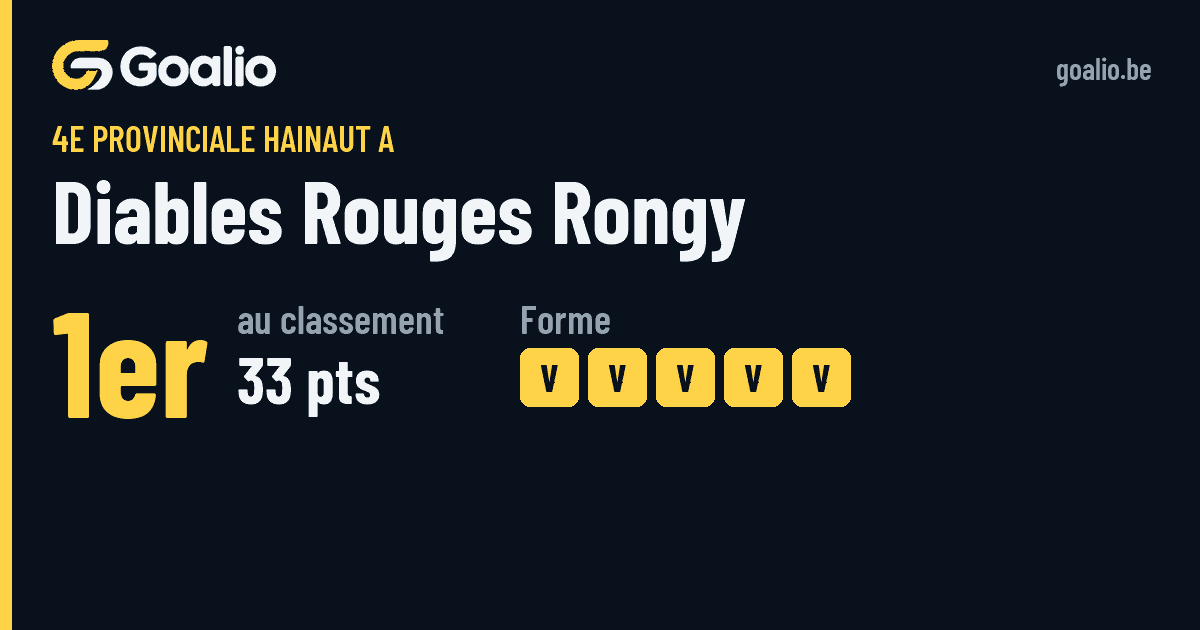 Goalio
goalio.be
4E PROVINCIALE HAINAUT A
Diables Rouges Rongy
1er
au classement
33 pts
Forme
V V V V V